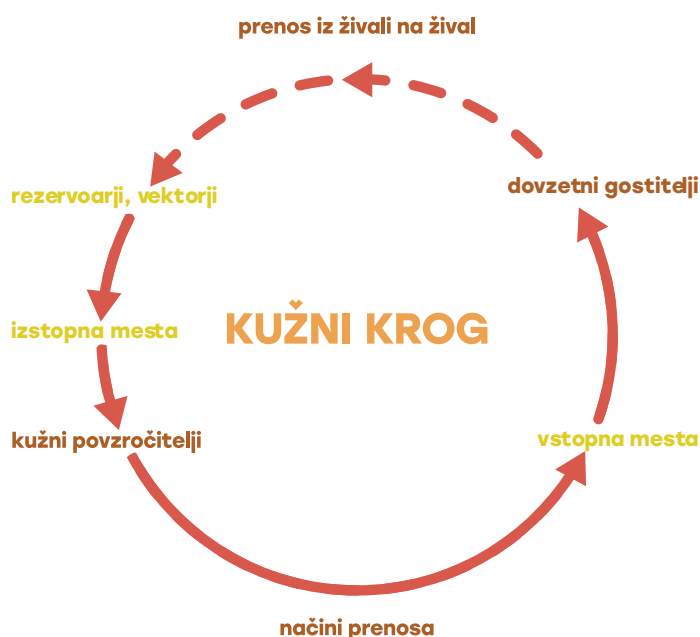 prenos iz živali na žival
dovzetni gostitelji
rezervoarji, vektorji
KUŽNI KROG
izstopna mesta
kužni povzročitelji
vstopna mesta
načini prenosa